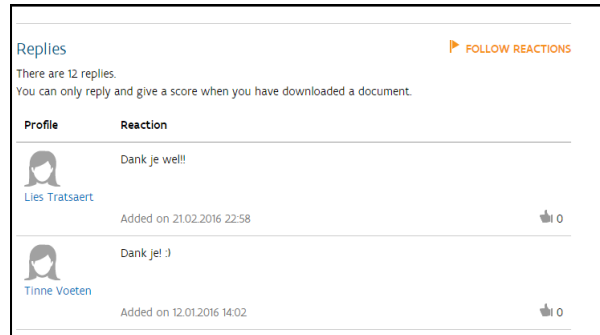 Replies
FOLLOW REACTIONS
There are 12 replies.
You can only reply and give a score when you have downloaded a document.
Profile Reaction
Dank je wel!!
Lies Tratsaert
Added on 21.02.2016 22:58 0
Dank je! :)
Tinne Voeten
Added on 12.01.2016 14:02 0